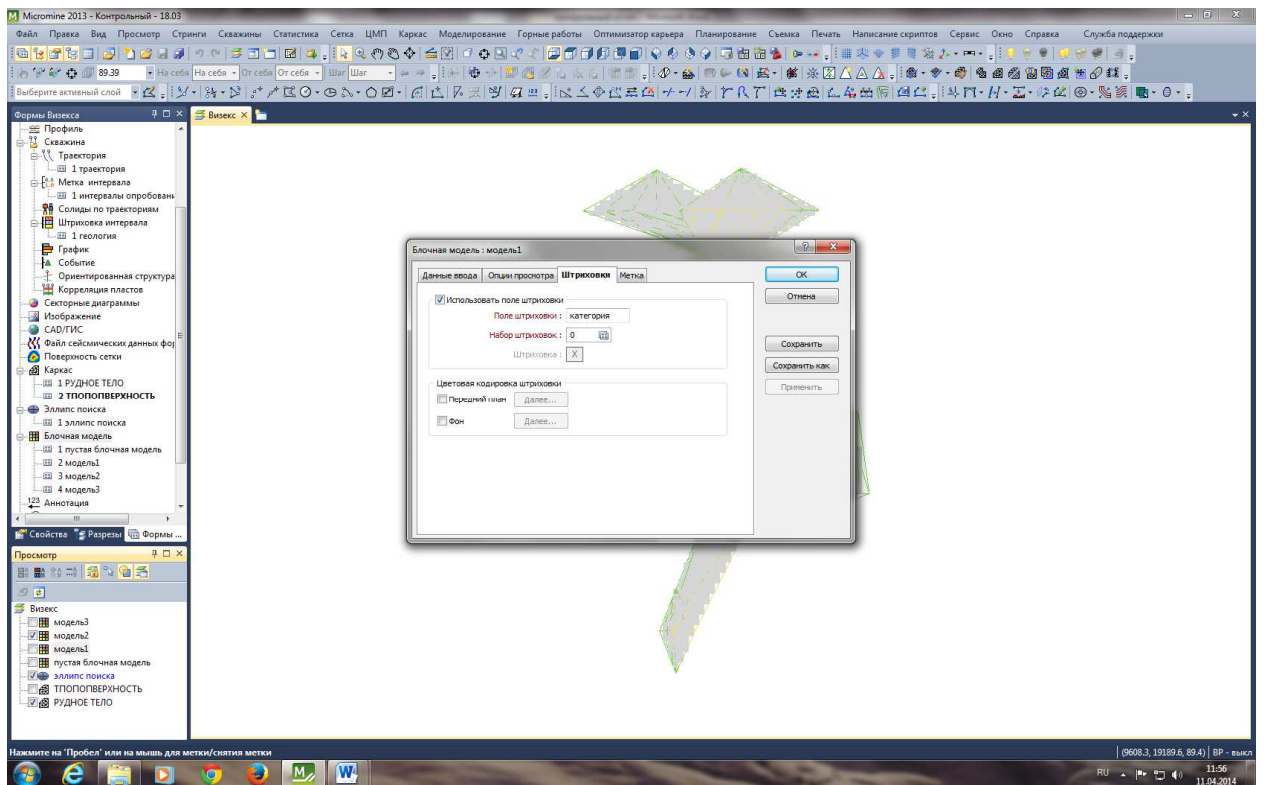 Micromine 2013 - Контрольный - 18.03
Файл Правка Вид Просмотр Стринги Скважины Статистика Сетка ЦМП Каркас Моделирование Горные работы Оптимизатор карьера Планирование Съемка Печать Написание скриптов Сервис Окно Справка Служба поддержки
89.39 На себя На себя От себя От себя Шаг Шаг
Выберите активный слой
Формы Визекса
Визекс
Профиль
Скважина
Траектория
1 траектория
Метка интервала
1 интервалы опробовани
Солиды по траекториям
Штриховка интервала
1 геология
График
Событие
Ориентированная структура
Корреляция пластов
Секторные диаграммы
Изображение
CAD/ГИС
Файл сейсмических данных фор
Поверхность сетки
Каркас
1 РУДНОЕ ТЕЛО
2 ТПОПОПВЕРХНОСТЬ
Эллипс поиска
1 эллипс поиска
Блочная модель
1 пустая блочная модель
2 модель1
3 модель2
4 модель3
Аннотация
Свойства Разрезы Формы ...
Блочная модель : модель1
Данные ввода Опции просмотра Штриховки Метка
Использовать поле штриховки
Поле штриховки : категория
Набор штриховок : 0
Штриховка : X
Цветовая кодировка штриховки
Передний план Далее...
Фон Далее...
OK
Отмена
Сохранить
Сохранить как
Применить
Просмотр
Визекс
модель3
модель2
модель1
пустая блочная модель
эллипс поиска
ТПОПОПВЕРХНОСТЬ
РУДНОЕ ТЕЛО
Нажмите на 'Пробел' или на мышь для метки/снятия метки
(9608.3, 19189.6, 89.4) ВР - выкл
RU
11:56
11.04.2014